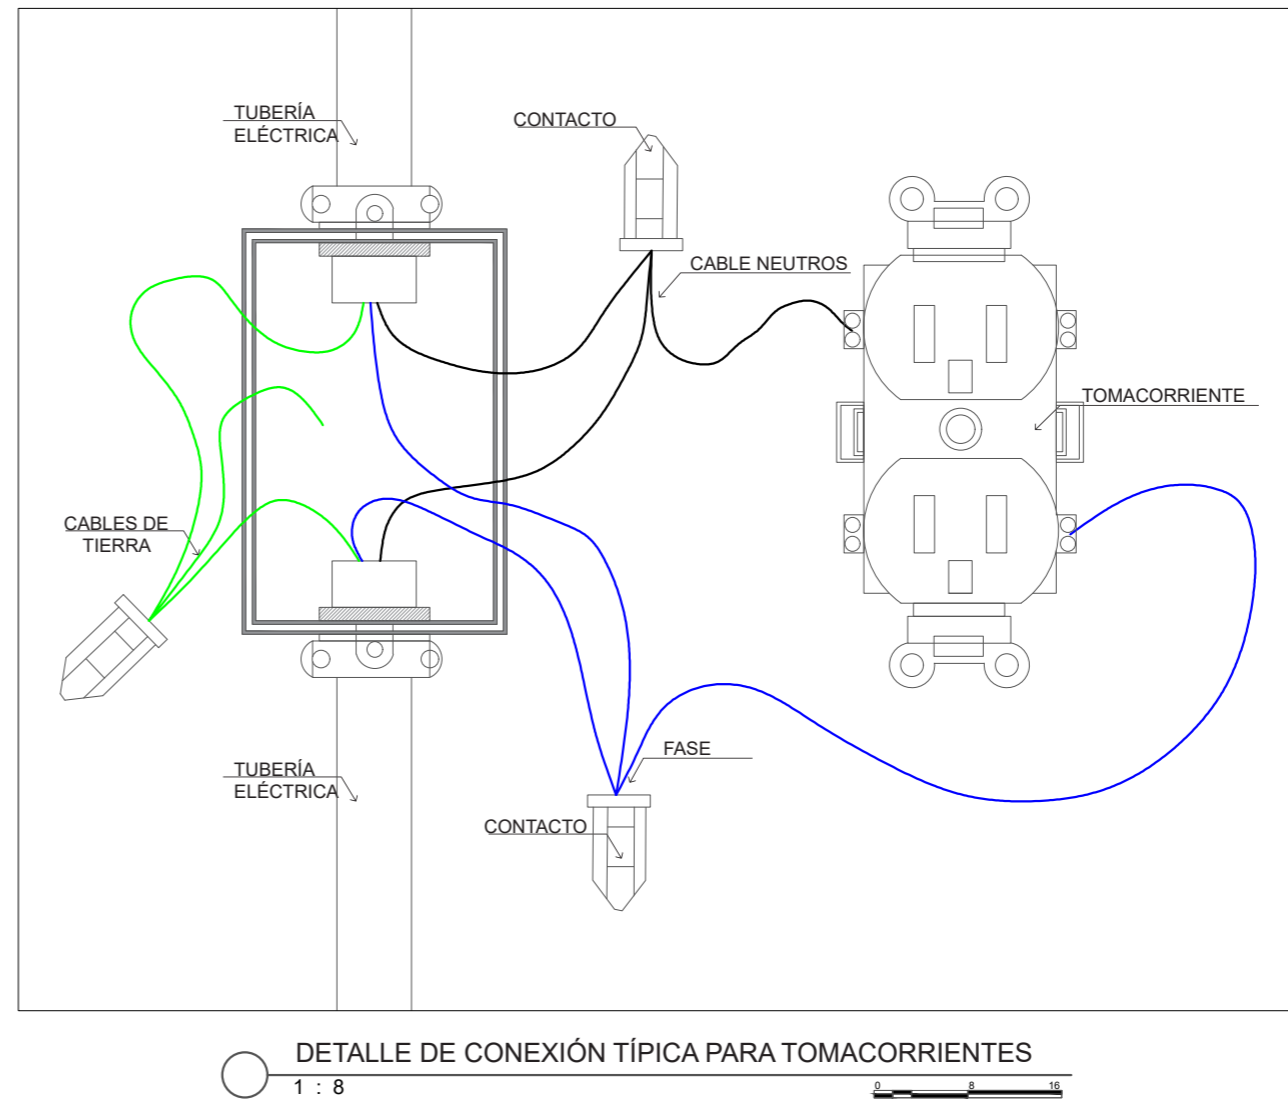 TUBERÍA
ELÉCTRICA
CONTACTO
CABLE NEUTROS
TOMACORRIENTE
CABLES DE
TIERRA
FASE
TUBERÍA
ELÉCTRICA
CONTACTO
DETALLE DE CONEXIÓN TÍPICA PARA TOMACORRIENTES
1 : 8
0 8 16